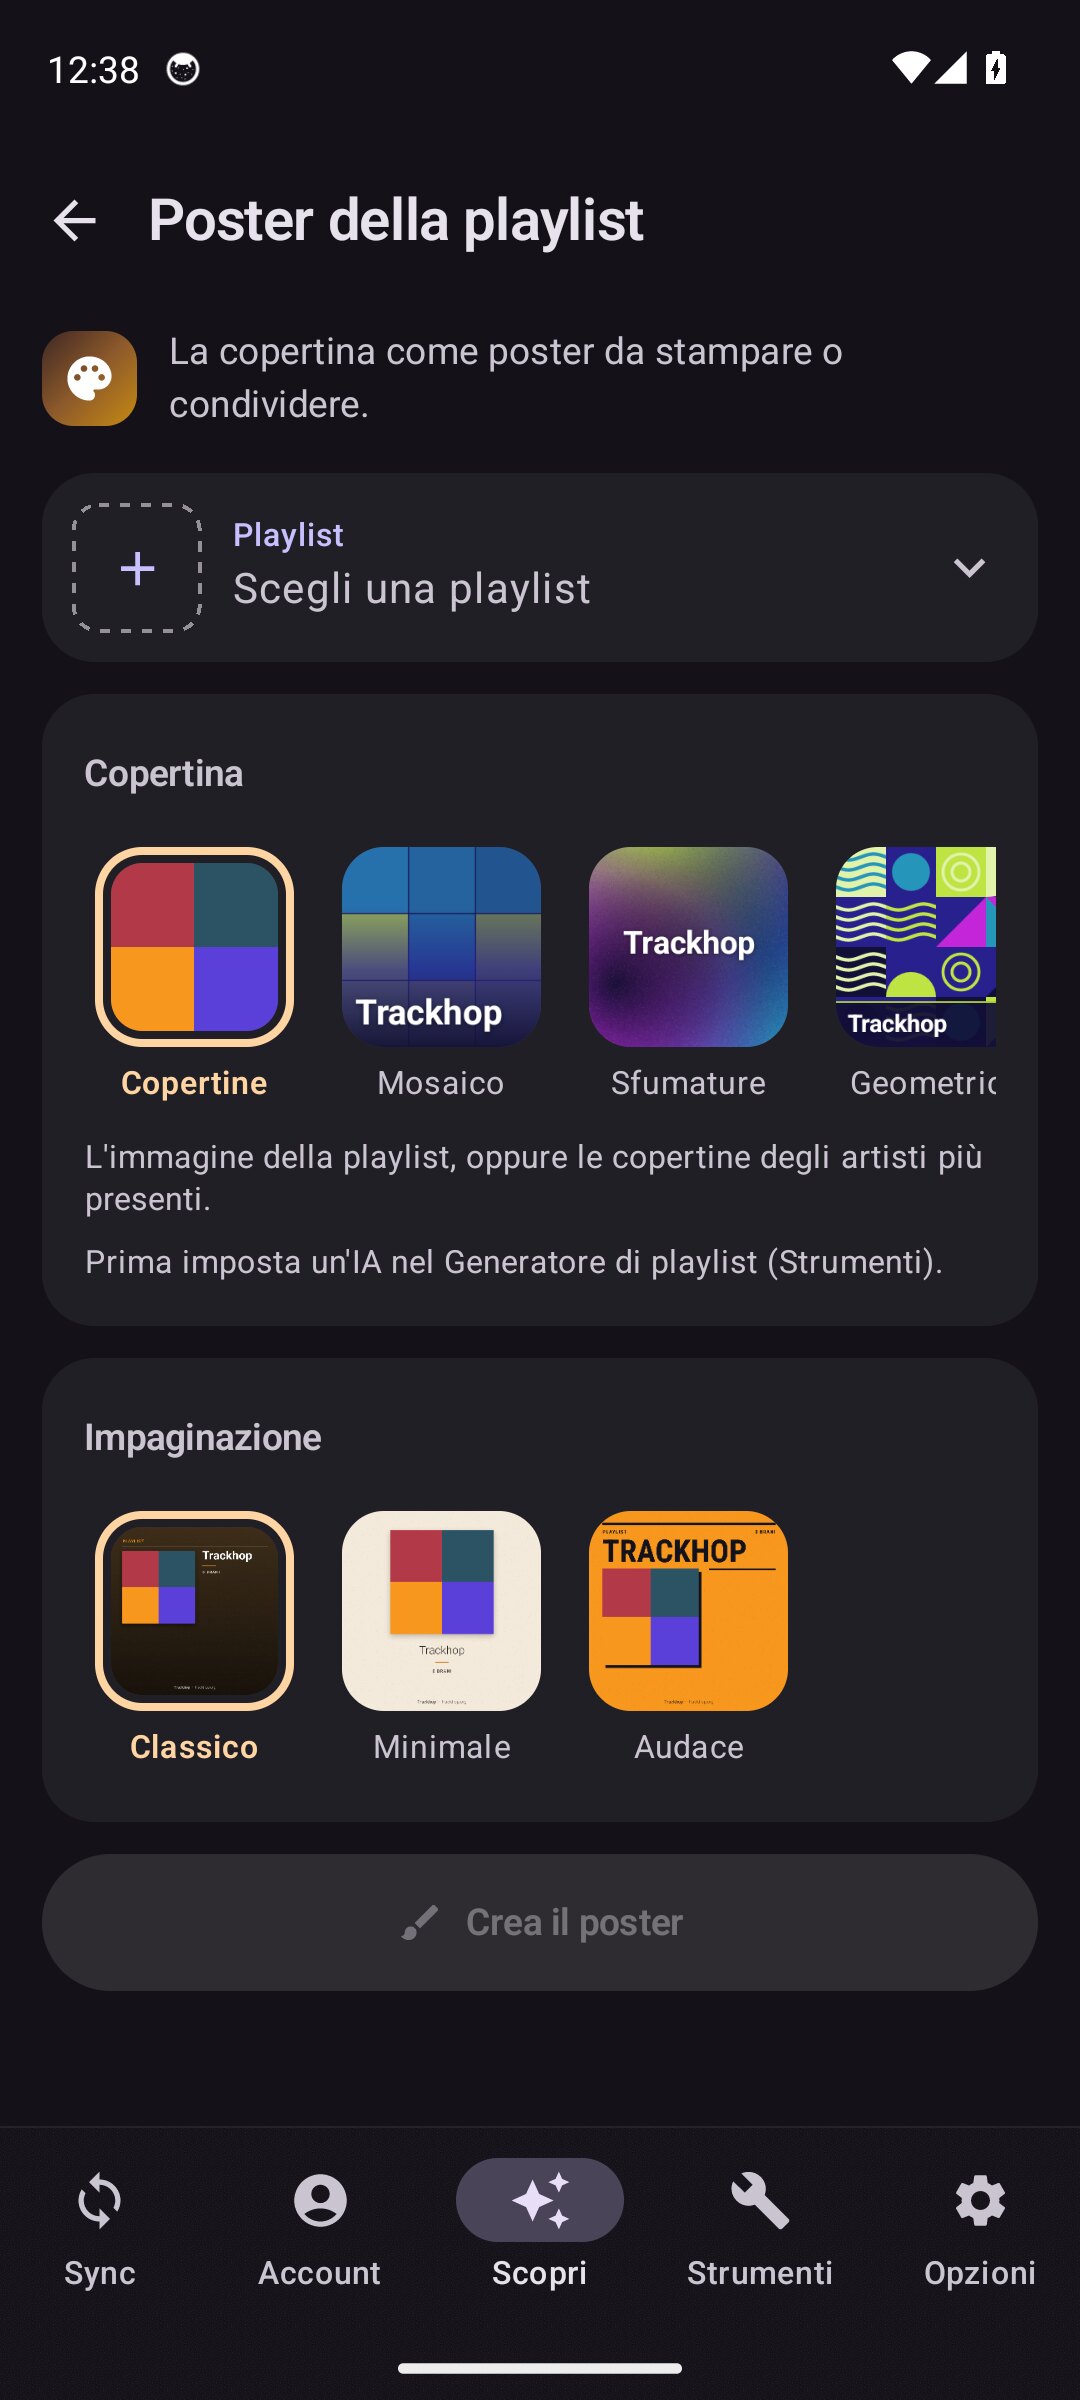 12:38
Poster della playlist
La copertina come poster da stampare o
condividere.
Playlist
Scegli una playlist
Copertina
Trackhop
Trackhop
Trackhop
Copertine
Mosaico
Sfumature
Geometric
L'immagine della playlist, oppure le copertine degli artisti più
presenti.
Prima imposta un'IA nel Generatore di playlist (Strumenti).
Impaginazione
PLAYLIST
Trackhop
Trackhop
PLAYLIST
TRACKHOP
Classico
Minimale
Audace
Crea il poster
Sync
Account
Scopri
Strumenti
Opzioni